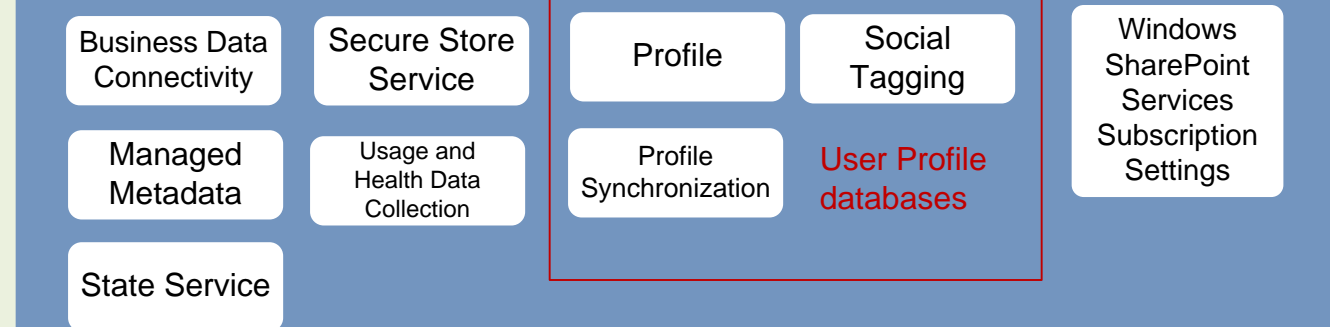 Business Data
Connectivity
Secure Store
Service
Profile
Social
Tagging
Windows
SharePoint
Services
Subscription
Settings
Managed
Metadata
Usage and
Health Data
Collection
Profile
Synchronization
User Profile
databases
State Service